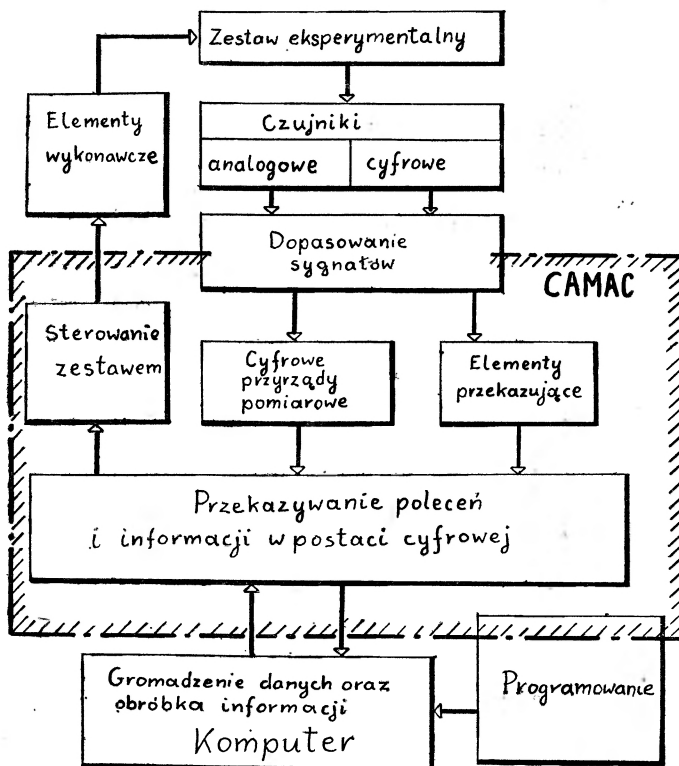 Zestaw eksperymentalny
Elementy
wykonawcze
Czujniki
analogowe
cyfrowe
Dopasowanie
sygnałów
CAMAC
Sterowanie
zestawem
Cyfrowe
przyrządy
pomiarowe
Elementy
przekazujące
Przekazywanie poleceń
i informacji w postaci cyfrowej
Gromadzenie danych oraz
obróbka informacji
Komputer
Programowanie